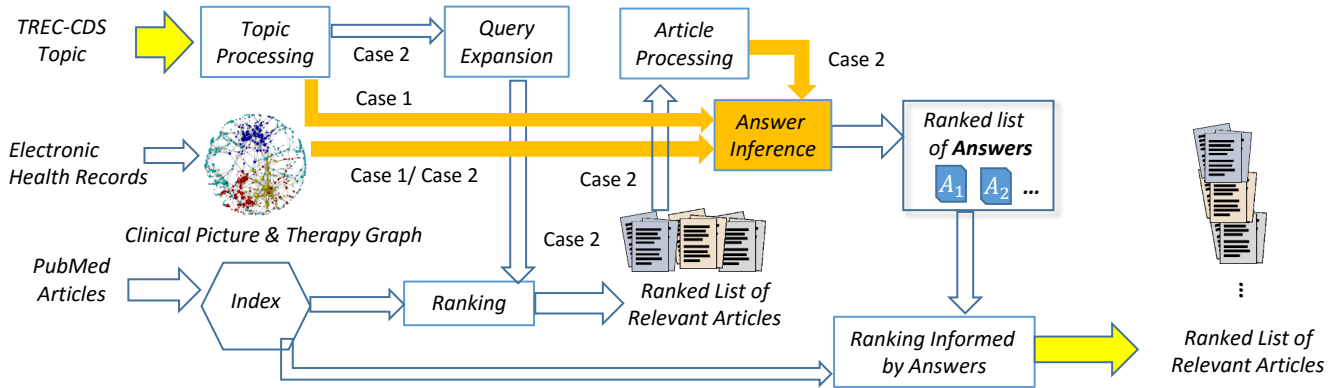 TREC-CDS
Topic
Topic
Processing
Case 2
Query
Expansion
Article
Processing
Case 2
Case 1
Answer
Inference
Ranked list
of Answers
A1 A2 ...
Electronic
Health Records
Case 1/ Case 2
Case 2
Clinical Picture & Therapy Graph
Case 2
PubMed
Articles
Index
Ranking
Ranked List of
Relevant Articles
...
Ranking Informed
by Answers
Ranked List of
Relevant Articles